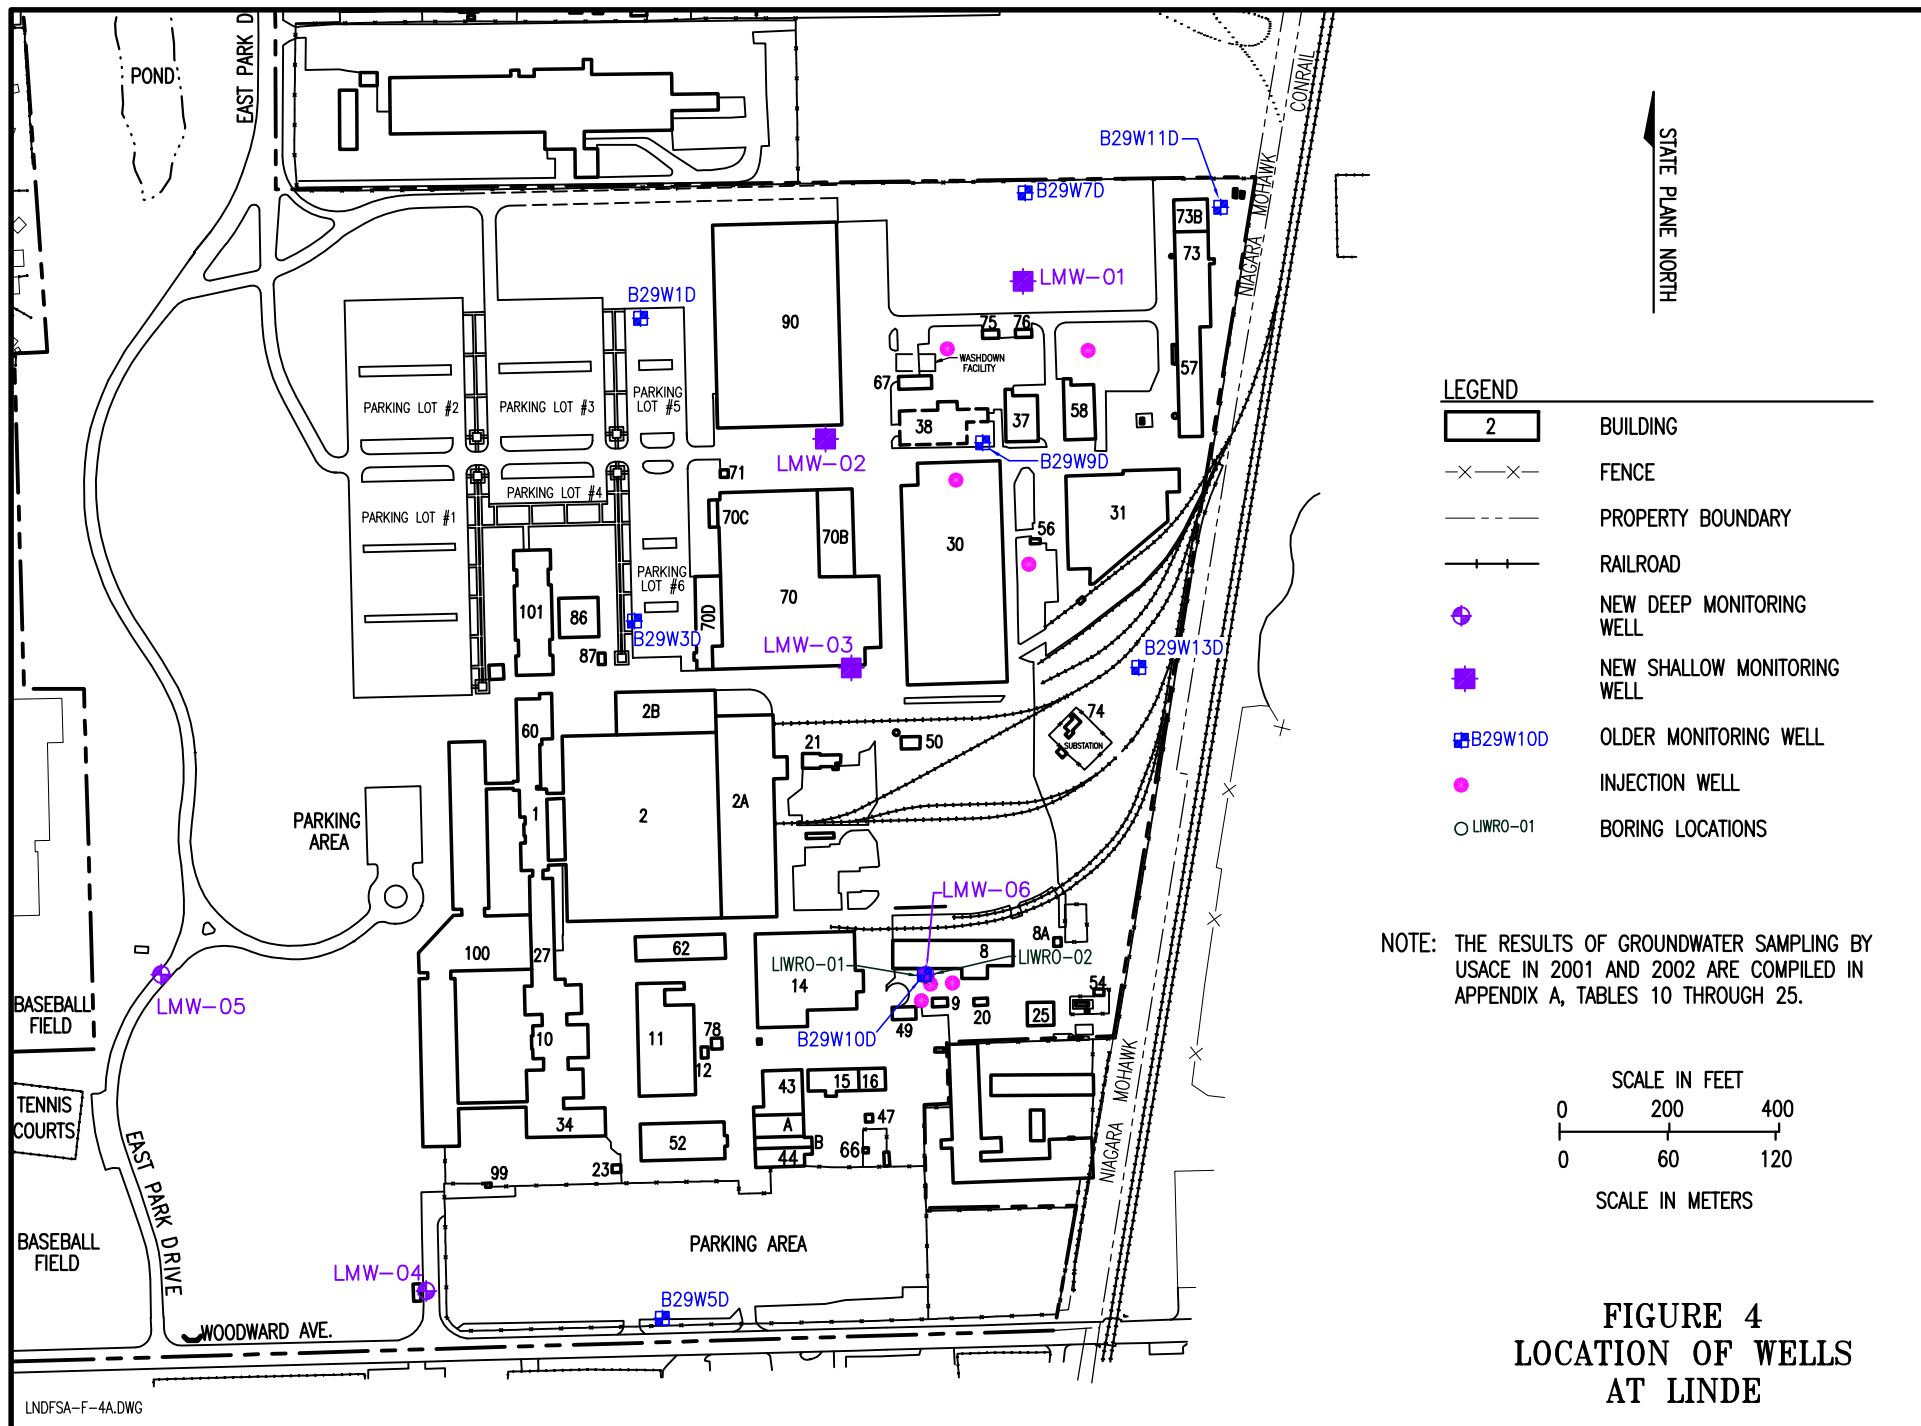 POND
EAST PARK D
CONRAIL
NIAGARA MOHAWK
B29W11D
B29W7D
73B
73
LMW-01
B29W1D
90
75
76
WASHDOWN
FACILITY
57
67
PARKING LOT #2
PARKING LOT #3
PARKING
LOT #5
38
37
58
LMW-02
B29W9D
71
PARKING LOT #4
PARKING LOT #1
70C
70B
30
31
56
PARKING
LOT #6
101
86
70
70D
B29W3D
87
LMW-03
B29W13D
2B
60
74
SUBSTATION
21
50
1
2
2A
PARKING
AREA
LMW-06
8A
8
62
100
27
LIWRO-01
LIWRO-02
14
54
LMW-05
BASEBALL
FIELD
9
20
25
49
10
11
78
12
B29W10D
43
15
16
TENNIS
COURTS
34
A
B
47
52
44
66
99
23
EAST PARK DRIVE
NIAGARA MOHAWK
BASEBALL
FIELD
PARKING AREA
LMW-04
B29W5D
WOODWARD AVE.
LNDFSA-F-4A.DWG
STATE PLANE NORTH
LEGEND
2
BUILDING
FENCE
PROPERTY BOUNDARY
RAILROAD
NEW DEEP MONITORING
WELL
NEW SHALLOW MONITORING
WELL
B29W10D
OLDER MONITORING WELL
INJECTION WELL
LIWRO-01
BORING LOCATIONS
NOTE: THE RESULTS OF GROUNDWATER SAMPLING BY
USACE IN 2001 AND 2002 ARE COMPILED IN
APPENDIX A, TABLES 10 THROUGH 25.
SCALE IN FEET
0 200 400
0 60 120
SCALE IN METERS
FIGURE 4
LOCATION OF WELLS
AT LINDE